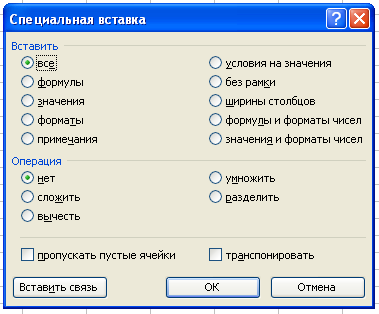 Специальная вставка
Вставить
все
условия на значения
формулы
без рамки
значения
ширины столбцов
форматы
формулы и форматы чисел
примечания
значения и форматы чисел
Операция
нет
умножить
сложить
разделить
вычесть
пропускать пустые ячейки
транспонировать
Вставить связь
ОК
Отмена